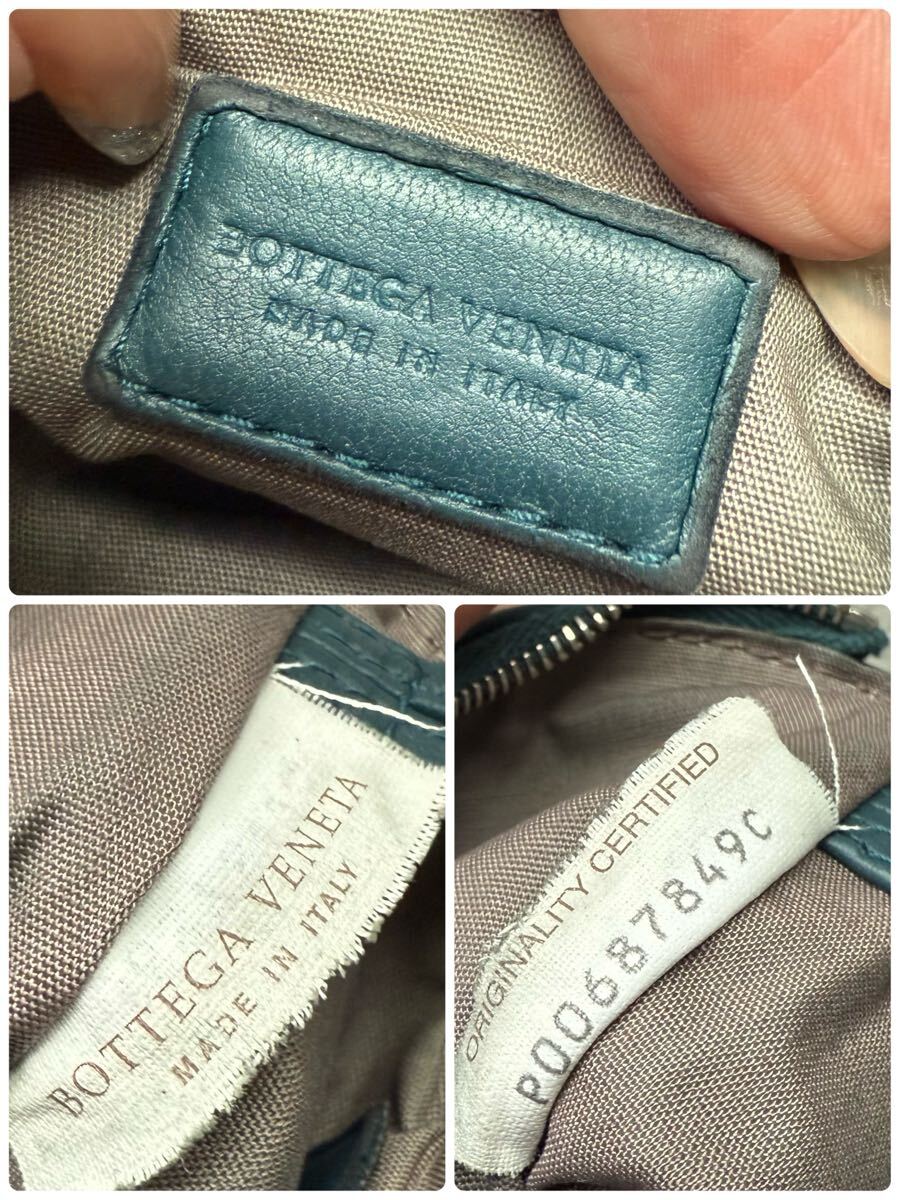 BOTTEGA VENETA
MADE IN ITALY
BOTTEGA VENETA
MADE IN ITALY
ORIGINALITY CERTIFIED
P00687849C